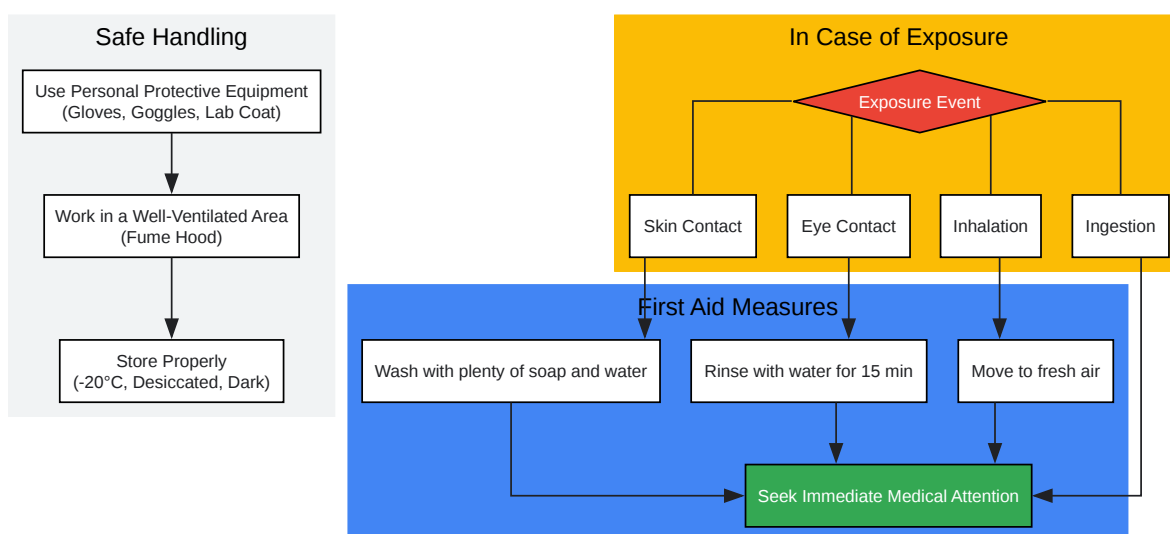 Safe Handling
Use Personal Protective Equipment
(Gloves, Goggles, Lab Coat)
Work in a Well-Ventilated Area
(Fume Hood)
Store Properly
(-20°C, Desiccated, Dark)
In Case of Exposure
Exposure Event
Skin Contact
Eye Contact
Inhalation
Ingestion
First Aid Measures
Wash with plenty of soap and water
Rinse with water for 15 min
Move to fresh air
Seek Immediate Medical Attention